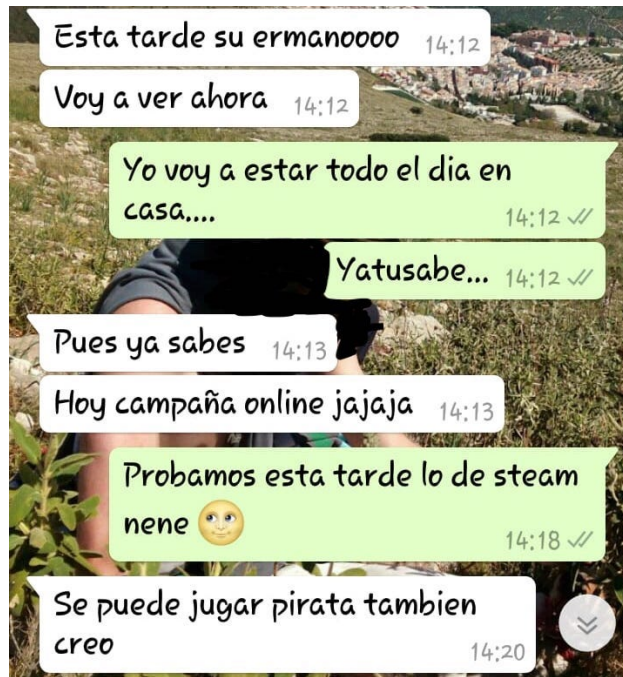 Esta tarde su ermanoooo 14:12
Voy a ver ahora 14:12
Yo voy a estar todo el dia en
casa.... 14:12
Yatusabe... 14:12
Pues ya sabes 14:13
Hoy campaña online jajaja 14:13
Probamos esta tarde lo de steam
nene 🌝 14:18
Se puede jugar pirata tambien
creo 14:20